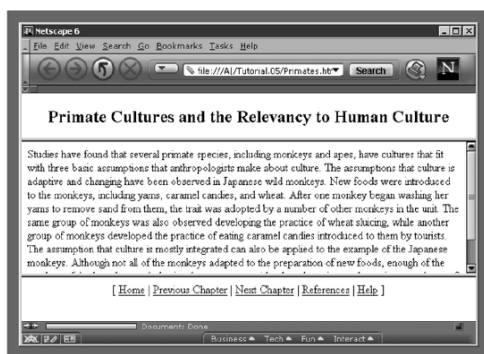 Netscape 6
File Edit View Search Go Bookmarks Tasks Help
file:///A|/Tutorial.05/Primates.htm Search N
Primate Cultures and the Relevancy to Human Culture
Studies have found that several primate species, including monkeys and apes, have cultures that fit
with three basic assumptions that anthropologists make about culture. The assumptions that culture is
adaptive and changing have been observed in Japanese wild monkeys. New foods were introduced
to the monkeys, including yams, caramel candies, and wheat. After one monkey began washing her
yams to remove sand from them, the trait was adopted by a number of other monkeys in the unit. The
same group of monkeys was also observed developing the practice of wheat sluicing, while another
group of monkeys developed the practice of eating caramel candies introduced to them by tourists.
The assumption that culture is mostly integrated can also be applied to the example of the Japanese
monkeys. Although not all of the monkeys adapted to the preparation of new foods, enough of the
[ Home | Previous Chapter | Next Chapter | References | Help ]
Document: Done
Business Tech Fun Interact